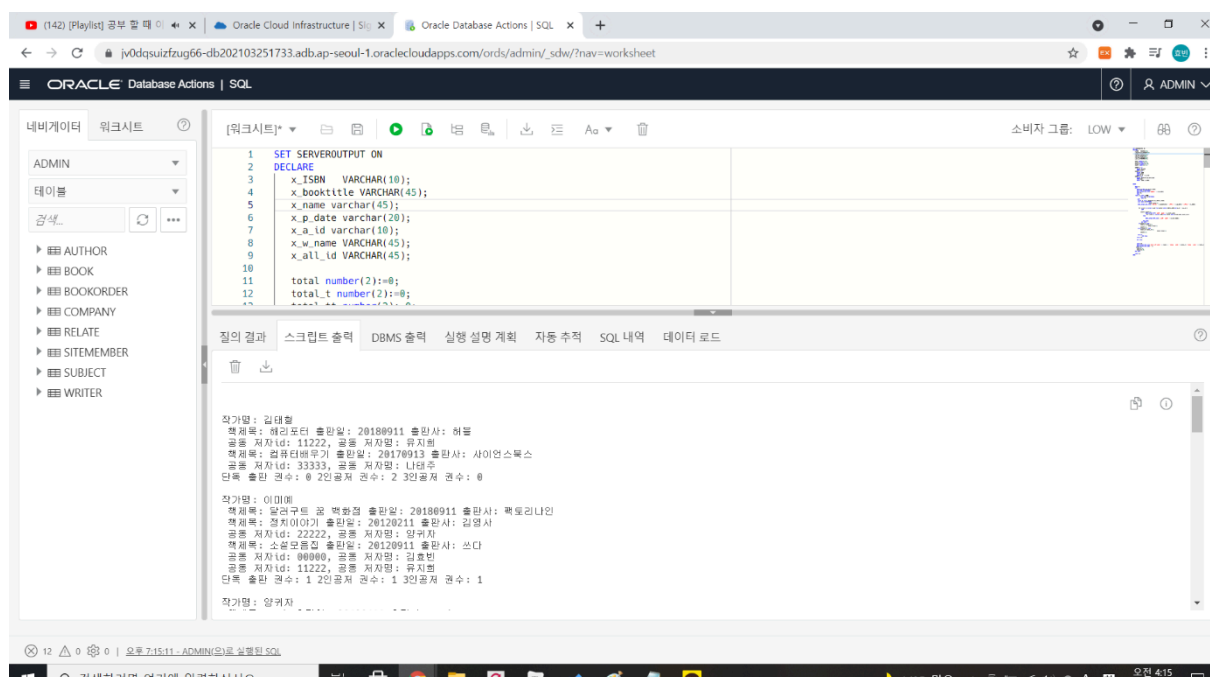 (142) [Playlist] 공부 할 때 이
Oracle Cloud Infrastructure | Sig
Oracle Database Actions | SQL
jv0dqsuizfzug66-db202103251733.adb.ap-seoul-1.oraclecloudapps.com/ords/admin/_sdw/?nav=worksheet
EX
효빈
ORACLE Database Actions | SQL
ADMIN
네비게이터
워크시트
ADMIN
테이블
검색...
AUTHOR
BOOK
BOOKORDER
COMPANY
RELATE
SITEMEMBER
SUBJECT
WRITER
[워크시트]*
Aa
소비자 그룹: LOW
1 SET SERVEROUTPUT ON
2 DECLARE
3 x_ISBN VARCHAR(10);
4 x_booktitle VARCHAR(45);
5 x_name varchar(45);
6 x_p_date varchar(20);
7 x_a_id varchar(10);
8 x_w_name VARCHAR(45);
9 x_all_id VARCHAR(45);
10
11 total number(2):=0;
12 total_t number(2):=0;
질의 결과
스크립트 출력
DBMS 출력
실행 설명 계획
자동 추적
SQL 내역
데이터 로드
작가명: 김태형
책제목: 해리포터 출판일: 20180911 출판사: 허블
공동 저자id: 11222, 공동 저자명: 유지희
책제목: 컴퓨터배우기 출판일: 20170913 출판사: 사이언스북스
공동 저자id: 33333, 공동 저자명: 나태주
단독 출판 권수: 0 2인공저 권수: 2 3인공저 권수: 0
작가명: 이미예
책제목: 달러구트 꿈 백화점 출판일: 20180911 출판사: 팩토리나인
책제목: 정치이야기 출판일: 20120211 출판사: 김영사
공동 저자id: 22222, 공동 저자명: 양귀자
책제목: 소설모음집 출판일: 20120911 출판사: 쓰다
공동 저자id: 00000, 공동 저자명: 김효빈
공동 저자id: 11222, 공동 저자명: 유지희
단독 출판 권수: 1 2인공저 권수: 1 3인공저 권수: 1
작가명: 양귀자
12 0 0 | 오후 7:15:11 - ADMIN(으)로 실행된 SQL
오전 4:15